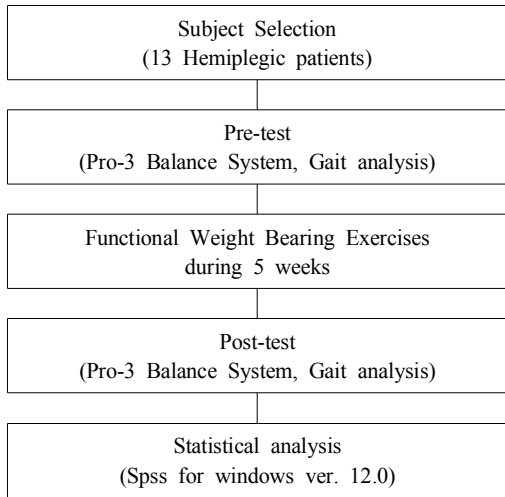 Subject Selection
(13 Hemiplegic patients)
Pre-test
(Pro-3 Balance System, Gait analysis)
Functional Weight Bearing Exercises
during 5 weeks
Post-test
(Pro-3 Balance System, Gait analysis)
Statistical analysis
(Spss for windows ver. 12.0)